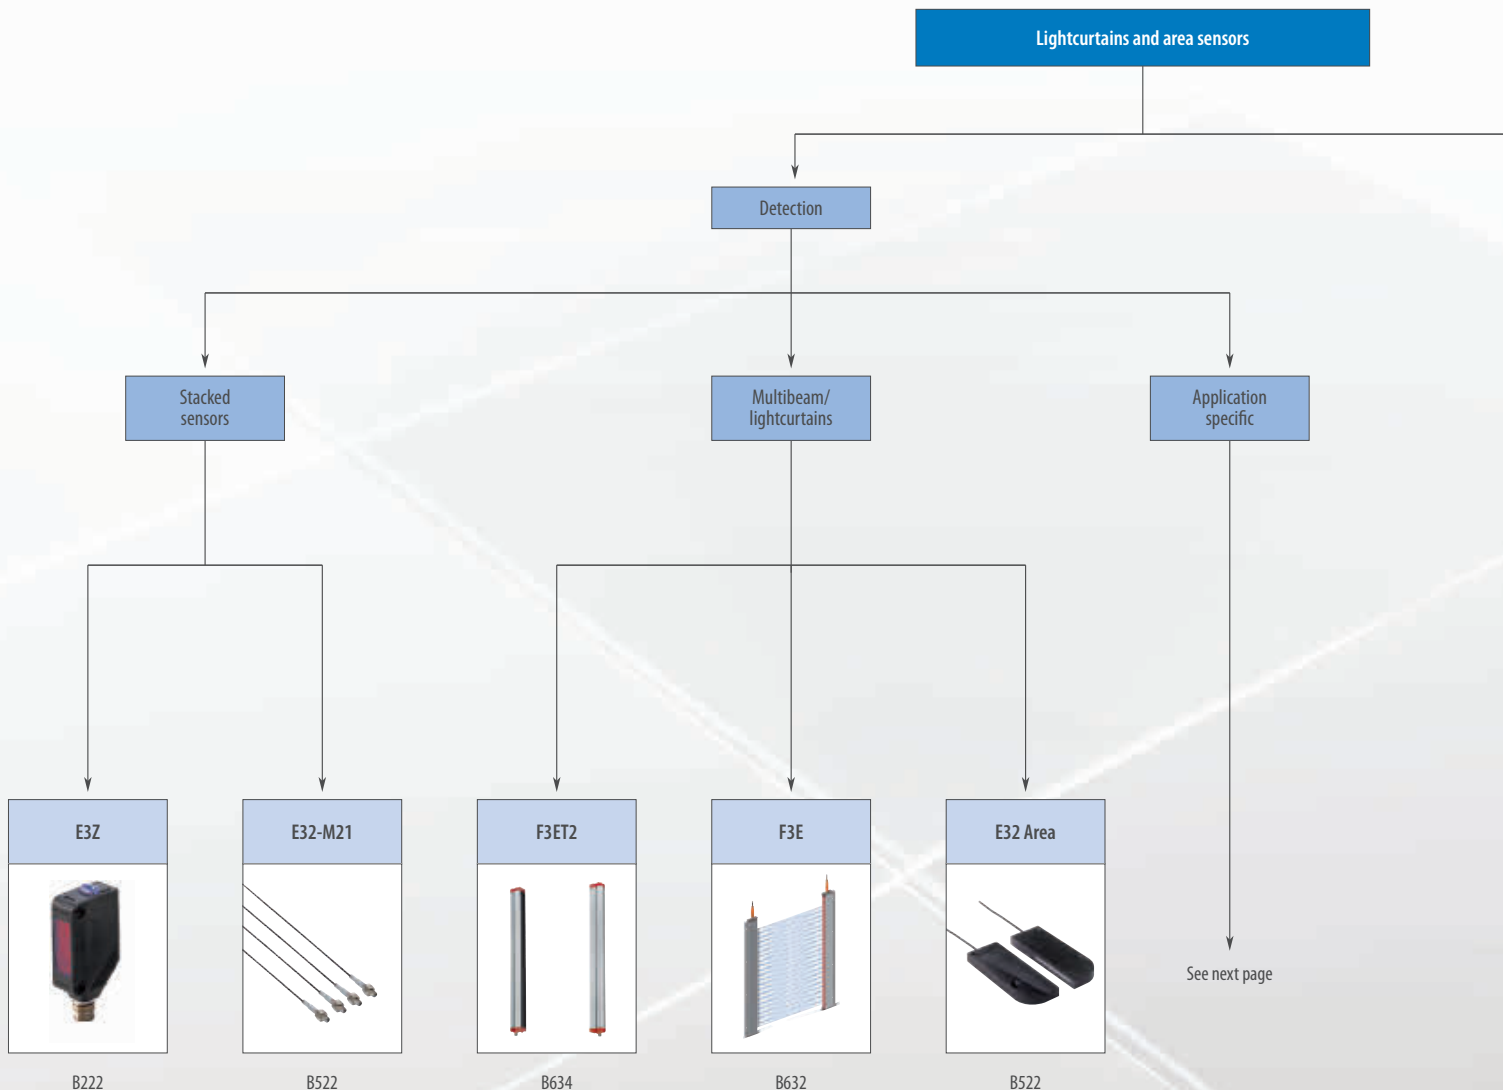 Lightcurtains and area sensors
Detection
Stacked
sensors
Multibeam/
lightcurtains
Application
specific
E3Z
E32-M21
F3ET2
F3E
E32 Area
See next page
B222
B522
B634
B632
B522